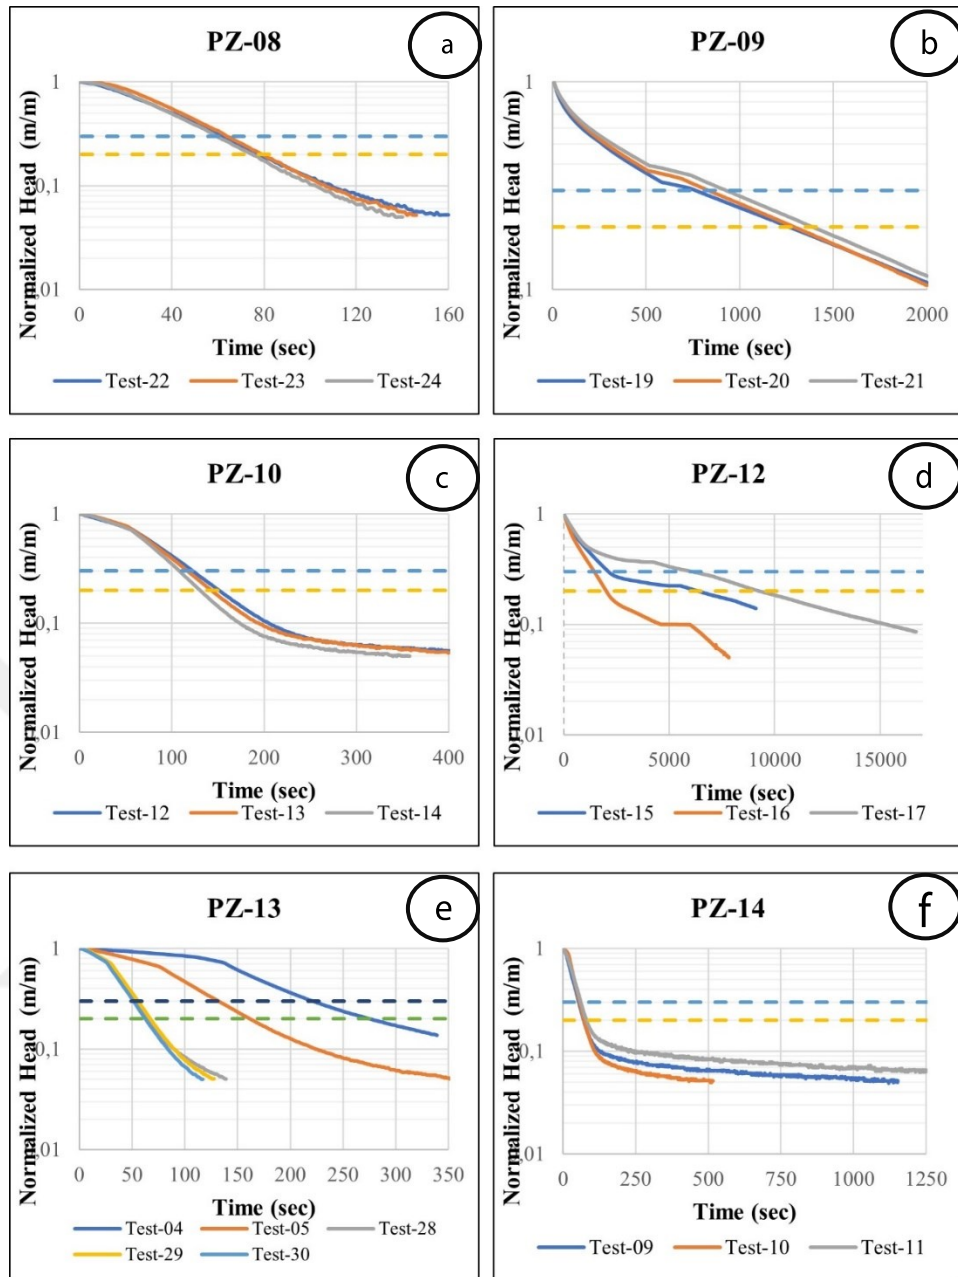 PZ-08
a
Normalized Head (m/m)
1
0,1
0,01
0 40 80 120 160
Time (sec)
Test-22 Test-23 Test-24
PZ-09
b
Normalized Head (m/m)
1
0,1
0 500 1000 1500 2000
Time (sec)
Test-19 Test-20 Test-21
PZ-10
c
Normalized Head (m/m)
1
0,1
0,01
0 100 200 300 400
Time (sec)
Test-12 Test-13 Test-14
PZ-12
d
Normalized Head (m/m)
1
0,1
0,01
0 5000 10000 15000
Time (sec)
Test-15 Test-16 Test-17
PZ-13
e
Normalized Head (m/m)
1
0,1
0,01
0 50 100 150 200 250 300 350
Time (sec)
Test-04 Test-05 Test-28
Test-29 Test-30
PZ-14
f
Normalized Head (m/m)
1
0,1
0,01
0 250 500 750 1000 1250
Time (sec)
Test-09 Test-10 Test-11